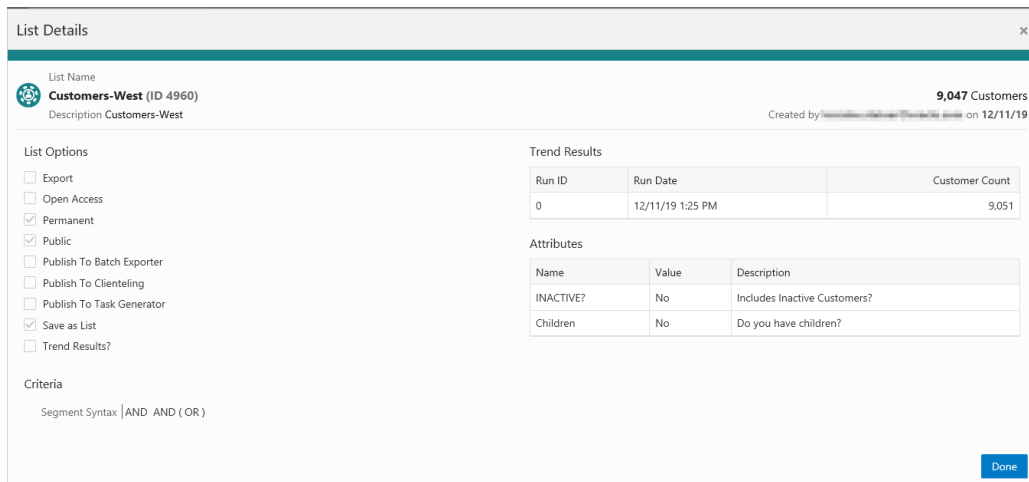 List Details
×
List Name
Customers-West (ID 4960)
9,047 Customers
Description Customers-West
Created by on 12/11/19
List Options
Export
Open Access
Permanent
Public
Publish To Batch Exporter
Publish To Clienteling
Publish To Task Generator
Save as List
Trend Results?
Criteria
Segment Syntax AND AND ( OR )
Trend Results
Run ID Run Date Customer Count
0 12/11/19 1:25 PM 9,051
Attributes
Name Value Description
INACTIVE? No Includes Inactive Customers?
Children No Do you have children?
Done